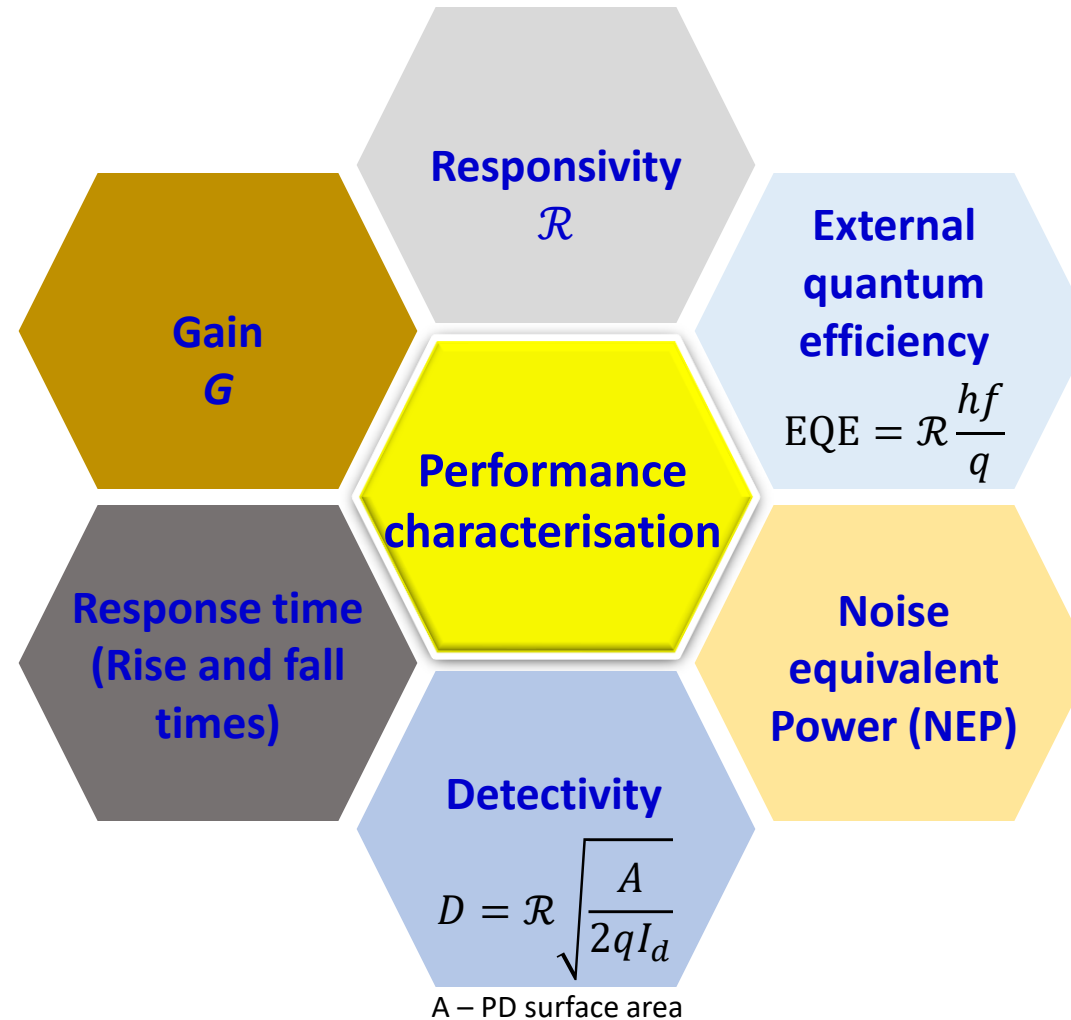 Responsivity
ℛ
External
quantum
efficiency
EQE = ℛ hf/q
Gain
G
Performance
characterisation
Response time
(Rise and fall
times)
Noise
equivalent
Power (NEP)
Detectivity
D = ℛ √(A/2qI_d)
A – PD surface area